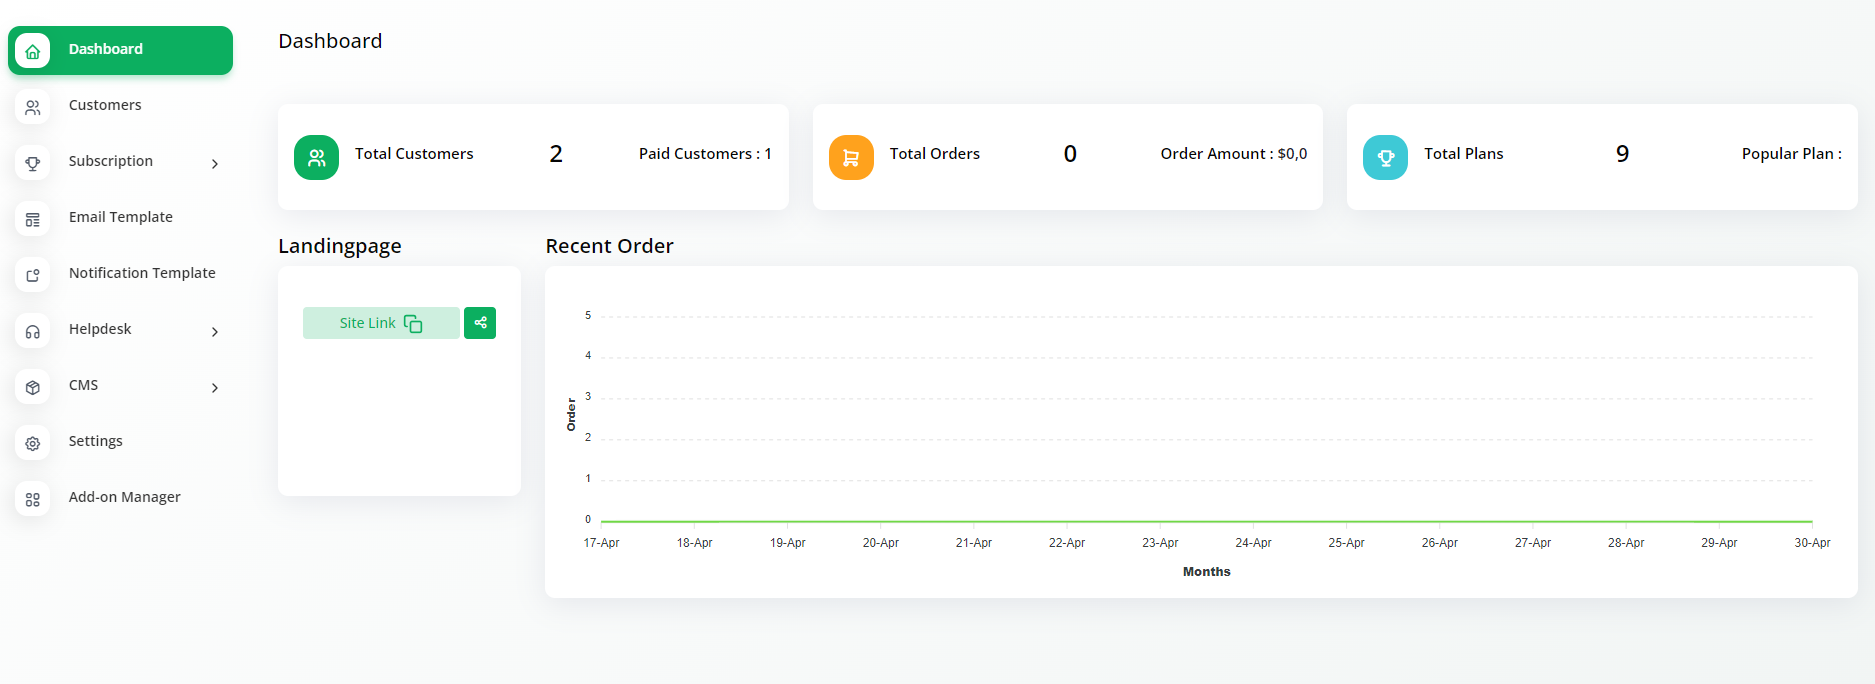 Dashboard
Customers
Subscription
Email Template
Notification Template
Helpdesk
CMS
Settings
Add-on Manager
Dashboard
Total Customers 2 Paid Customers : 1
Total Orders 0 Order Amount : $0,0
Total Plans 9 Popular Plan :
Landingpage
Site Link
Recent Order
5
4
3
2
1
0
Order
17-Apr 18-Apr 19-Apr 20-Apr 21-Apr 22-Apr 23-Apr 24-Apr 25-Apr 26-Apr 27-Apr 28-Apr 29-Apr 30-Apr
Months